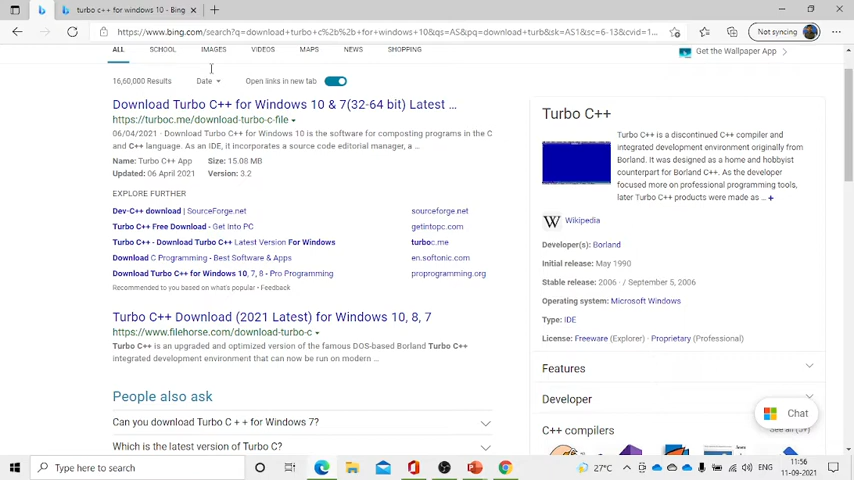 turbo c++ for windows 10 - Bing
https://www.bing.com/search?q=download+turbo+c%2b%2b+for+windows+10&qs=AS&pq=download+turb&sk=AS1&sc=6-13&cvid=1...
Not syncing
ALL SCHOOL IMAGES VIDEOS MAPS NEWS SHOPPING
Get the Wallpaper App
16,60,000 Results Date Open links in new tab
Download Turbo C++ for Windows 10 & 7(32-64 bit) Latest ...
https://turboc.me/download-turbo-c-file
06/04/2021 · Download Turbo C++ for Windows 10 is the software for composing programs in the C
and C++ language. As an IDE, it incorporates a source code editorial manager, a ...
Name: Turbo C++ App Size: 15.08 MB
Updated: 06 April 2021 Version: 3.2
EXPLORE FURTHER
Dev-C++ download | SourceForge.net sourceforge.net
Turbo C++ Free Download - Get Into PC getintopc.com
Turbo C++ - Download Turbo C++ Latest Version For Windows turboc.me
Download C Programming - Best Software & Apps en.softonic.com
Download Turbo C++ for Windows 10, 7, 8 - Pro Programming proprogramming.org
Recommended to you based on what's popular • Feedback
Turbo C++ Download (2021 Latest) for Windows 10, 8, 7
https://www.filehorse.com/download-turbo-c
Turbo C++ is an upgraded and optimized version of the famous DOS-based Borland Turbo C++
integrated development environment that can now be run on modern ...
People also ask
Can you download Turbo C + + for Windows 7?
Which is the latest version of Turbo C?
Turbo C++
Turbo C++ is a discontinued C++ compiler and
integrated development environment originally from
Borland. It was designed as a home and hobbyist
counterpart for Borland C++. As the developer
focused more on professional programming tools,
later Turbo C++ products were made as ... +
W Wikipedia
Developer(s): Borland
Initial release: May 1990
Stable release: 2006 · / September 5, 2006
Operating system: Microsoft Windows
Type: IDE
License: Freeware (Explorer) · Proprietary (Professional)
Features
Developer
C++ compilers See all (5+)
Chat
Type here to search
27°C ENG 11:56
11-09-2021